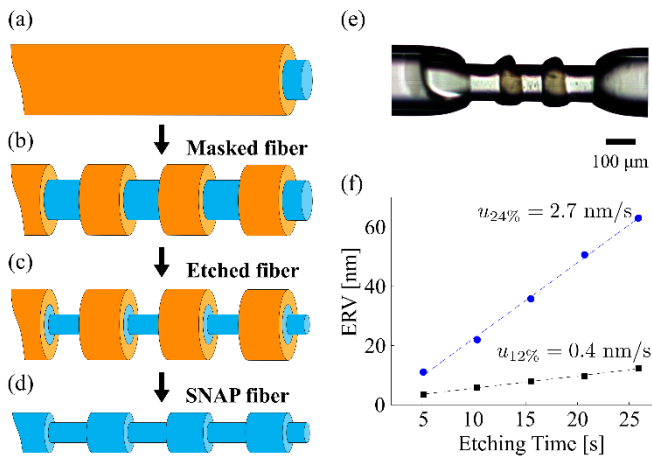 (a)
Masked fiber
(b)
Etched fiber
(c)
SNAP fiber
(d)
(e)
100 μm
(f)
ERV [nm]
60
40
20
0
u24% = 2.7 nm/s
u12% = 0.4 nm/s
5 10 15 20 25
Etching Time [s]